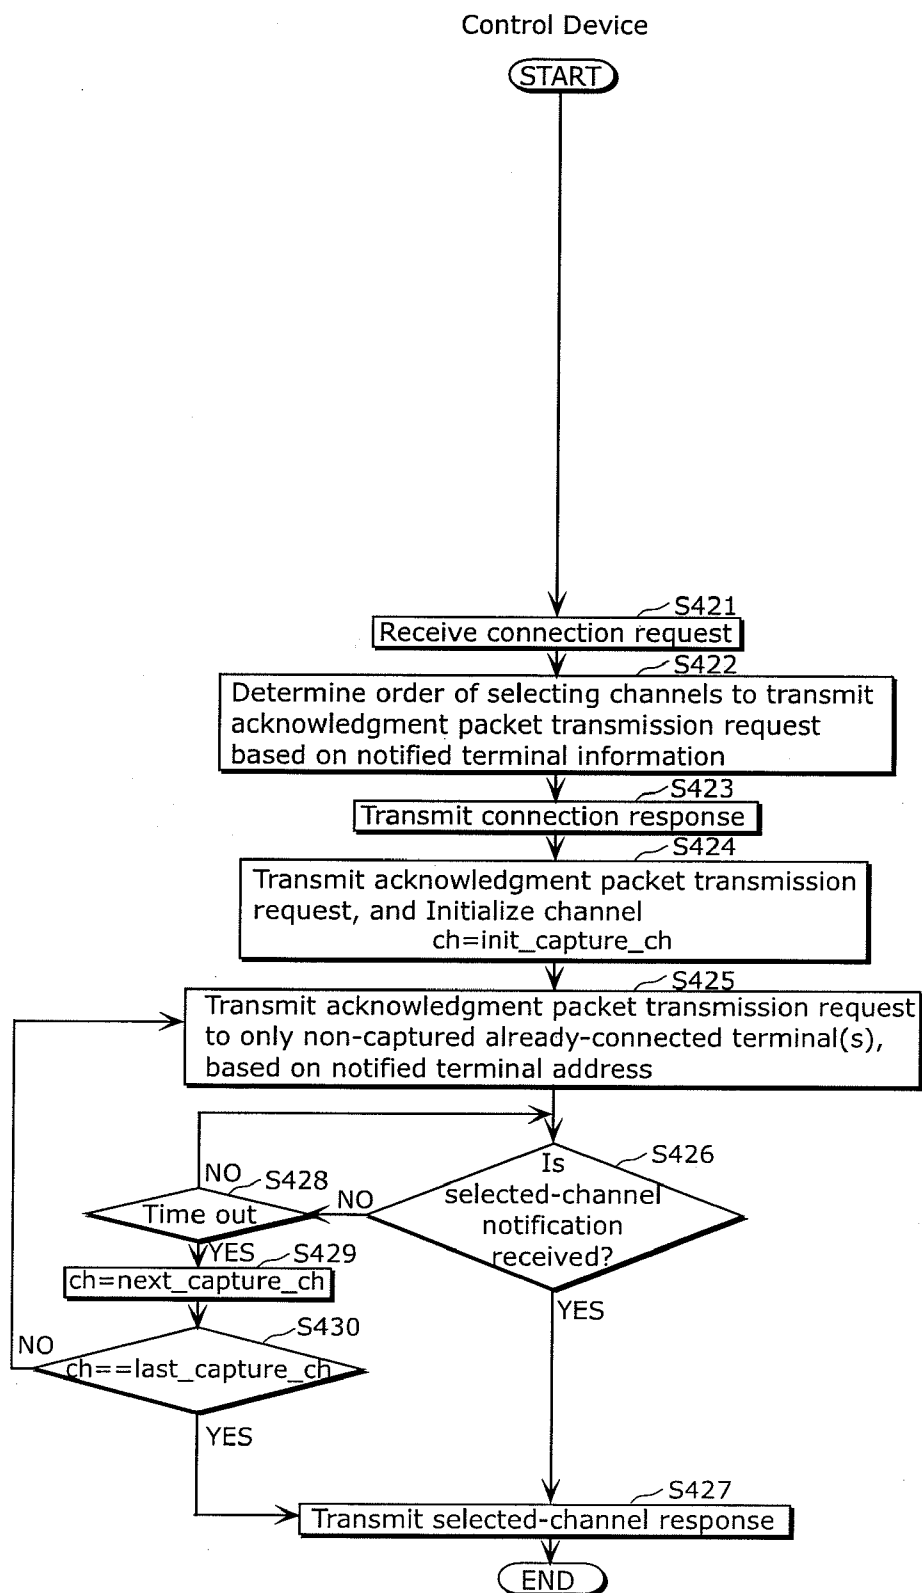 Control Device
START
S421
Receive connection request
S422
Determine order of selecting channels to transmit
acknowledgment packet transmission request
based on notified terminal information
S423
Transmit connection response
S424
Transmit acknowledgment packet transmission
request, and Initialize channel
ch=init_capture_ch
S425
Transmit acknowledgment packet transmission request
to only non-captured already-connected terminal(s),
based on notified terminal address
S426
Is
selected-channel
notification
received?
NO
S428
NO
Time out
YES
S429
ch=next_capture_ch
YES
S430
NO
ch==last_capture_ch
YES
S427
Transmit selected-channel response
END